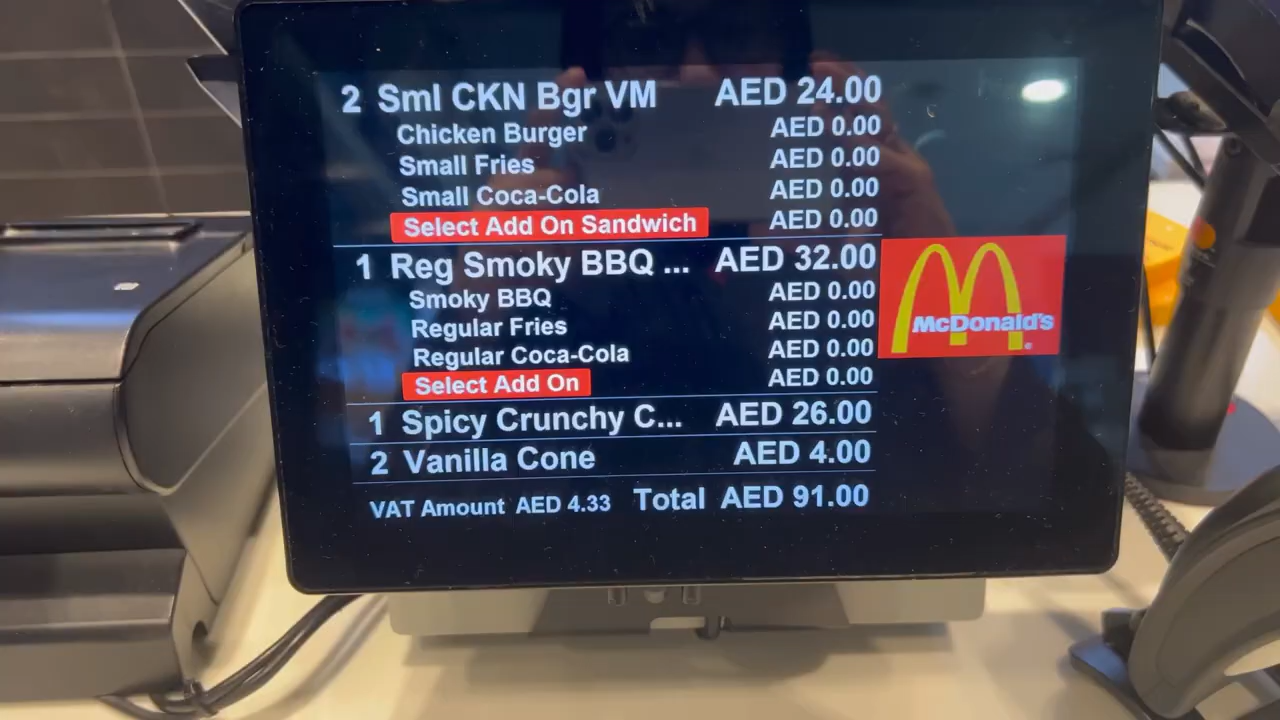 2 Sml CKN Bgr VM AED 24.00
Chicken Burger AED 0.00
Small Fries AED 0.00
Small Coca-Cola AED 0.00
Select Add On Sandwich AED 0.00
1 Reg Smoky BBQ ... AED 32.00
Smoky BBQ AED 0.00
Regular Fries AED 0.00
Regular Coca-Cola AED 0.00
Select Add On AED 0.00
1 Spicy Crunchy C... AED 26.00
2 Vanilla Cone AED 4.00
VAT Amount AED 4.33 Total AED 91.00
McDonald's ®